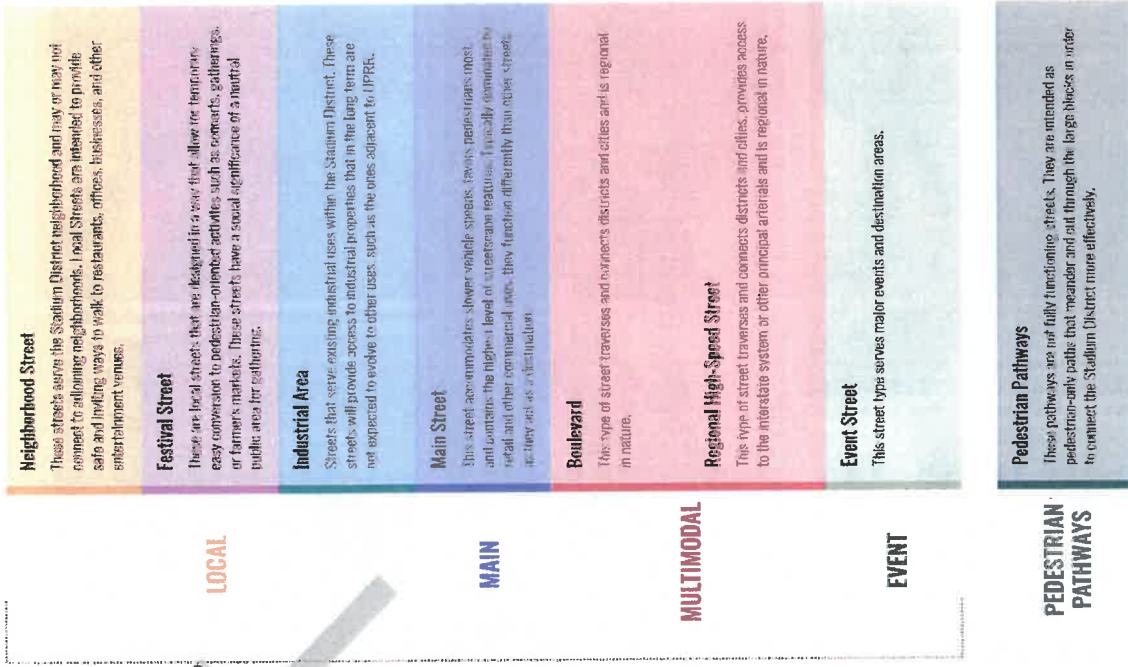 LOCAL
Neighborhood Street
These streets serve the Stadium District neighborhood and may or may not
connect to adjoining neighborhoods. Local Streets are intended to provide
safe and inviting ways to walk to restaurants, offices, businesses, and other
entertainment venues.
Festival Street
These are local streets that are designed in a way that allow for temporary
easy conversion to pedestrian-oriented activites such as concerts, gatherings,
or farmer's markets. These streets have a social significance of a neutral
public area for gathering.
Industrial Area
Streets that serve existing industrial uses within the Stadium District. These
streets will provide access to industrial properties that in the long term are
not expected to evolve to other uses, such as the ones adjacent to UPRR.
MAIN
Main Street
This street accommodates slower vehicle speeds, favors pedestrians most,
and contains the highest level of streetscape features. Typically dominated by
retail and other commercial uses, they function differently than other streets
as they act as a destination.
MULTIMODAL
Boulevard
This type of street traverses and connects districts and cities and is regional
in nature.
Regional High-Speed Street
This type of street traverses and connects districts and cities, provides access
to the interstate system or other principal arterials and is regional in nature.
EVENT
Event Street
This street type serves major events and destination areas.
PEDESTRIAN
PATHWAYS
Pedestrian Pathways
These pathways are not fully functioning streets. They are intended as
pedestrian-only paths that meander and cut through the large blocks in order
to connect the Stadium District more effectively.